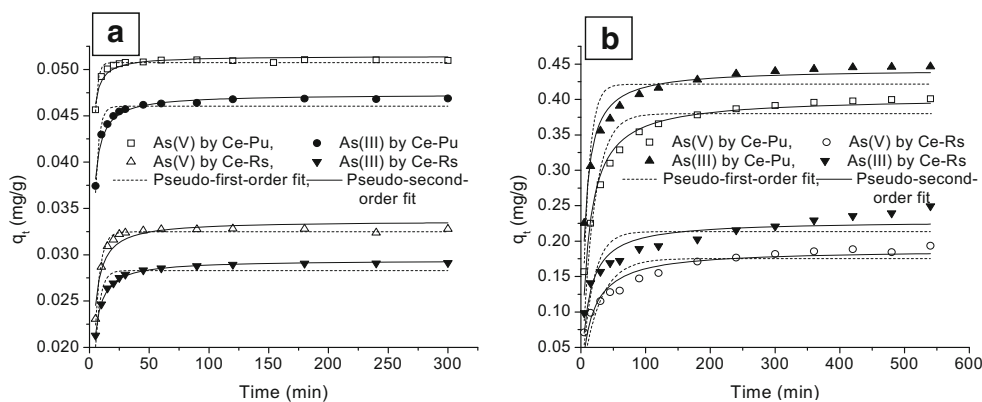 a
0.050
0.045
0.040
0.035
0.030
0.025
0.020
qt (mg/g)
As(V) by Ce-Pu, As(III) by Ce-Pu
As(V) by Ce-Rs, As(III) by Ce-Rs
Pseudo-first-order fit, Pseudo-second-
order fit
0 50 100 150 200 250 300
Time (min)
b
0.45
0.40
0.35
0.30
0.25
0.20
0.15
0.10
0.05
qt (mg/g)
As(V) by Ce-Pu, As(V) by Ce-Rs
As(III) by Ce-Pu, As(III) by Ce-Rs
Pseudo-first-order fit, Pseudo-second-
order fit
0 100 200 300 400 500 600
Time (min)